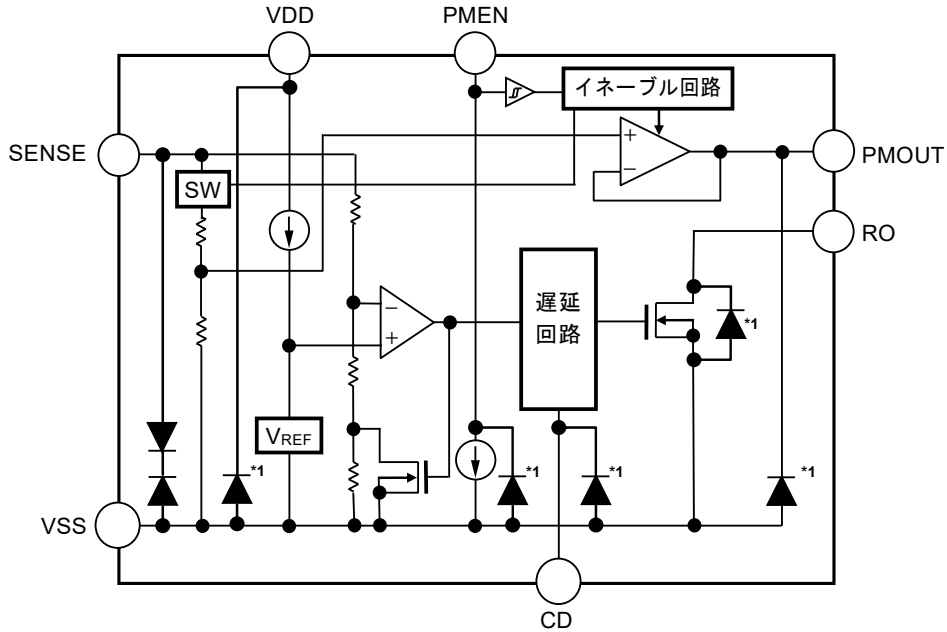 VDD
PMEN
イネーブル回路
SENSE
+
−
PMOUT
SW
RO
−
+
遅延
回路
*1
VREF
*1
*1
*1
*1
VSS
CD